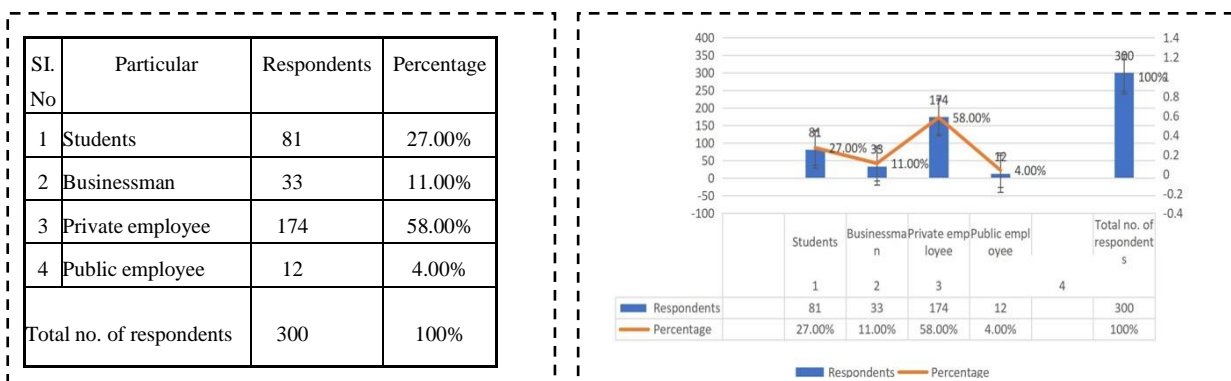 SI. No Particular Respondents Percentage
1 Students 81 27.00%
2 Businessman 33 11.00%
3 Private employee 174 58.00%
4 Public employee 12 4.00%
Total no. of respondents 300 100%
400
350
300
250
200
150
100
50
0
-50
-100
81
27.00%
33
11.00%
174
58.00%
12
4.00%
300
100%
1.4
1.2
1
0.8
0.6
0.4
0.2
0
-0.2
-0.4
Students
Businessma
n
Private emp
loyee
Public empl
oyee
Total no. of
respondent
s
1 2 3 4
Respondents 81 33 174 12 300
Percentage 27.00% 11.00% 58.00% 4.00% 100%
Respondents Percentage